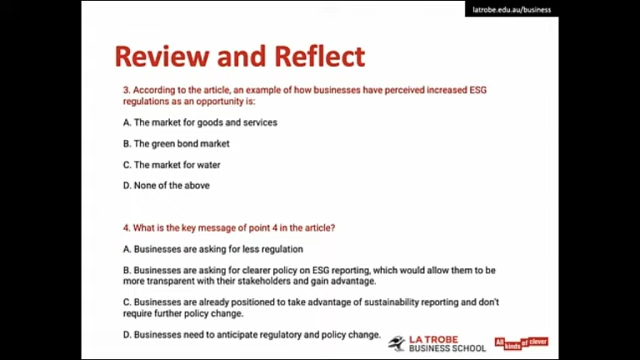 latrobe.edu.au/business
Review and Reflect
3. According to the article, an example of how businesses have perceived increased ESG
regulations as an opportunity is:
A. The market for goods and services
B. The green bond market
C. The market for water
D. None of the above
4. What is the key message of point 4 in the article?
A. Businesses are asking for less regulation
B. Businesses are asking for clearer policy on ESG reporting, which would allow them to be
more transparent with their stakeholders and gain advantage.
C. Businesses are already positioned to take advantage of sustainability reporting and don't
require further policy change.
D. Businesses need to anticipate regulatory and policy change.
LA TROBE
BUSINESS SCHOOL
All kinds of clever